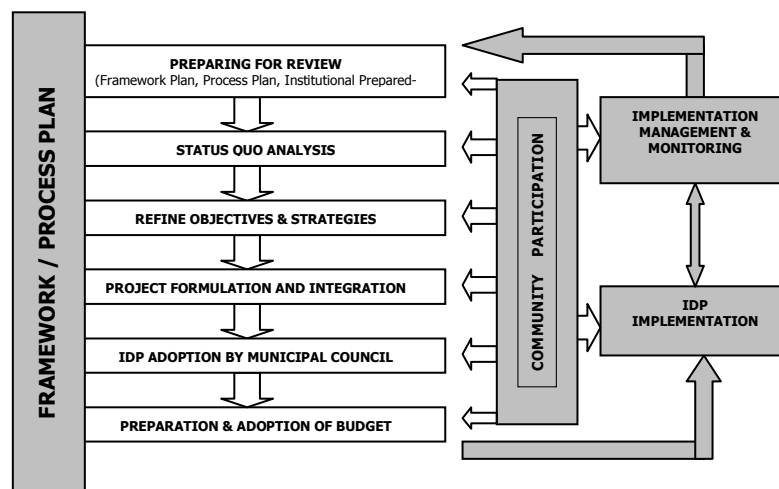 FRAMEWORK / PROCESS PLAN
PREPARING FOR REVIEW
(Framework Plan, Process Plan, Institutional Prepared-
STATUS QUO ANALYSIS
REFINE OBJECTIVES & STRATEGIES
PROJECT FORMULATION AND INTEGRATION
IDP ADOPTION BY MUNICIPAL COUNCIL
PREPARATION & ADOPTION OF BUDGET
COMMUNITY PARTICIPATION
IMPLEMENTATION
MANAGEMENT &
MONITORING
IDP
IMPLEMENTATION